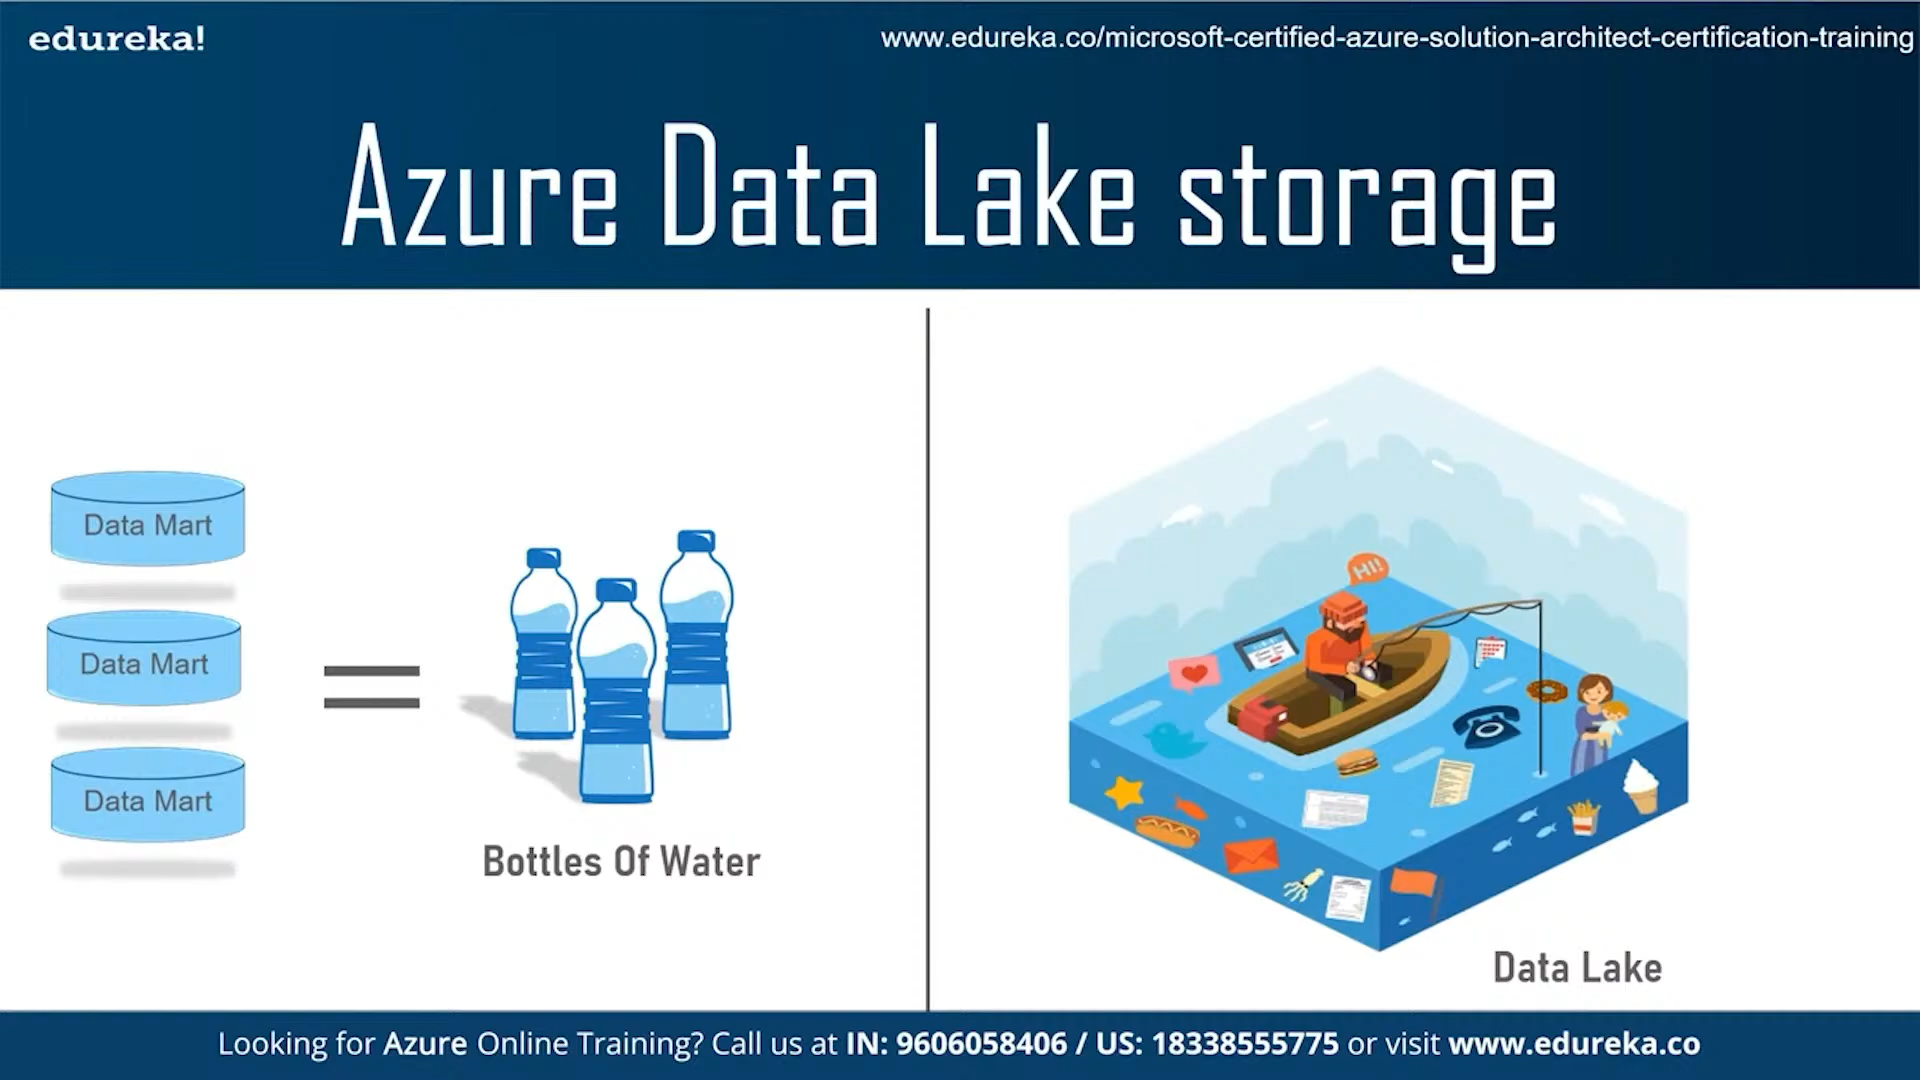 edureka!
www.edureka.co/microsoft-certified-azure-solution-architect-certification-training
Azure Data Lake storage
Data Mart
Data Mart
Data Mart
Bottles Of Water
HI!
Data Lake
Looking for Azure Online Training? Call us at IN: 9606058406 / US: 18338555775 or visit www.edureka.co